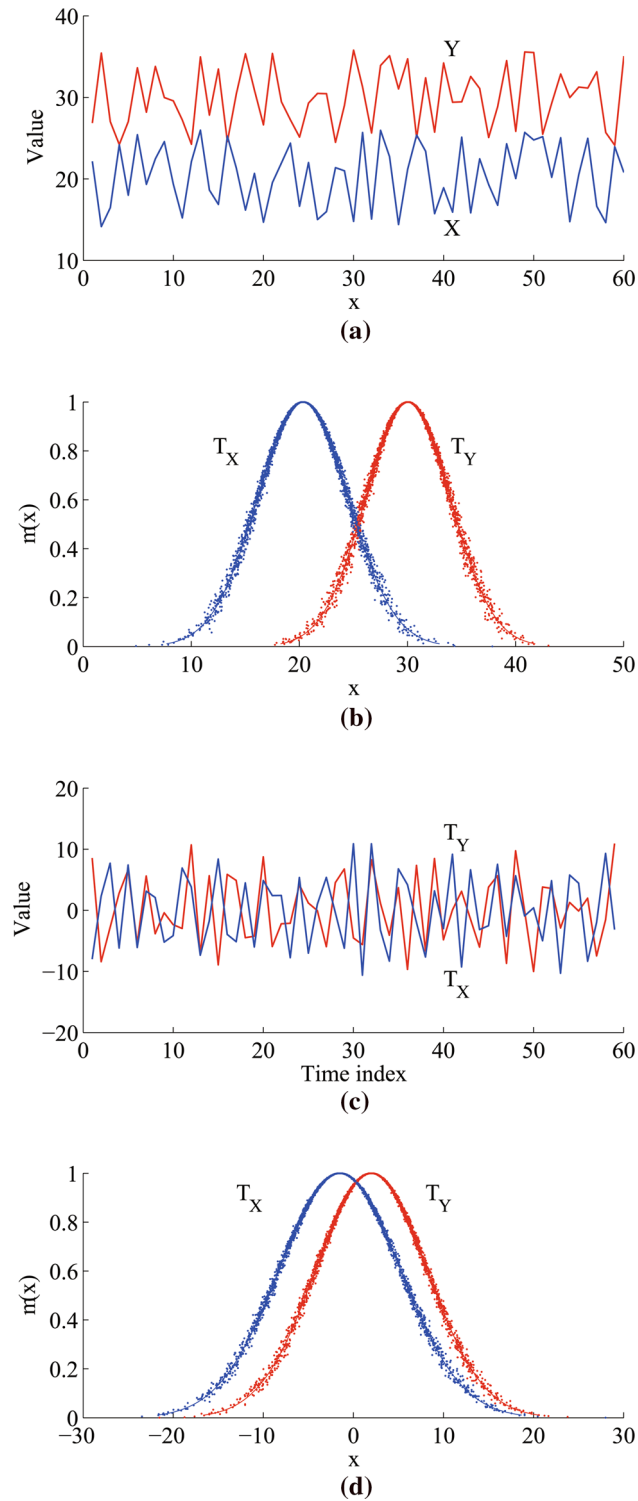 40
30
20
10
Value
Y
X
0 10 20 30 40 50 60
x
(a)
1
0.8
0.6
0.4
0.2
0
m(x)
T_X T_Y
0 10 20 30 40 50
x
(b)
20
10
0
−10
−20
Value
T_Y
T_X
0 10 20 30 40 50 60
Time index
(c)
1
0.8
0.6
0.4
0.2
0
m(x)
T_X T_Y
−30 −20 −10 0 10 20 30
x
(d)